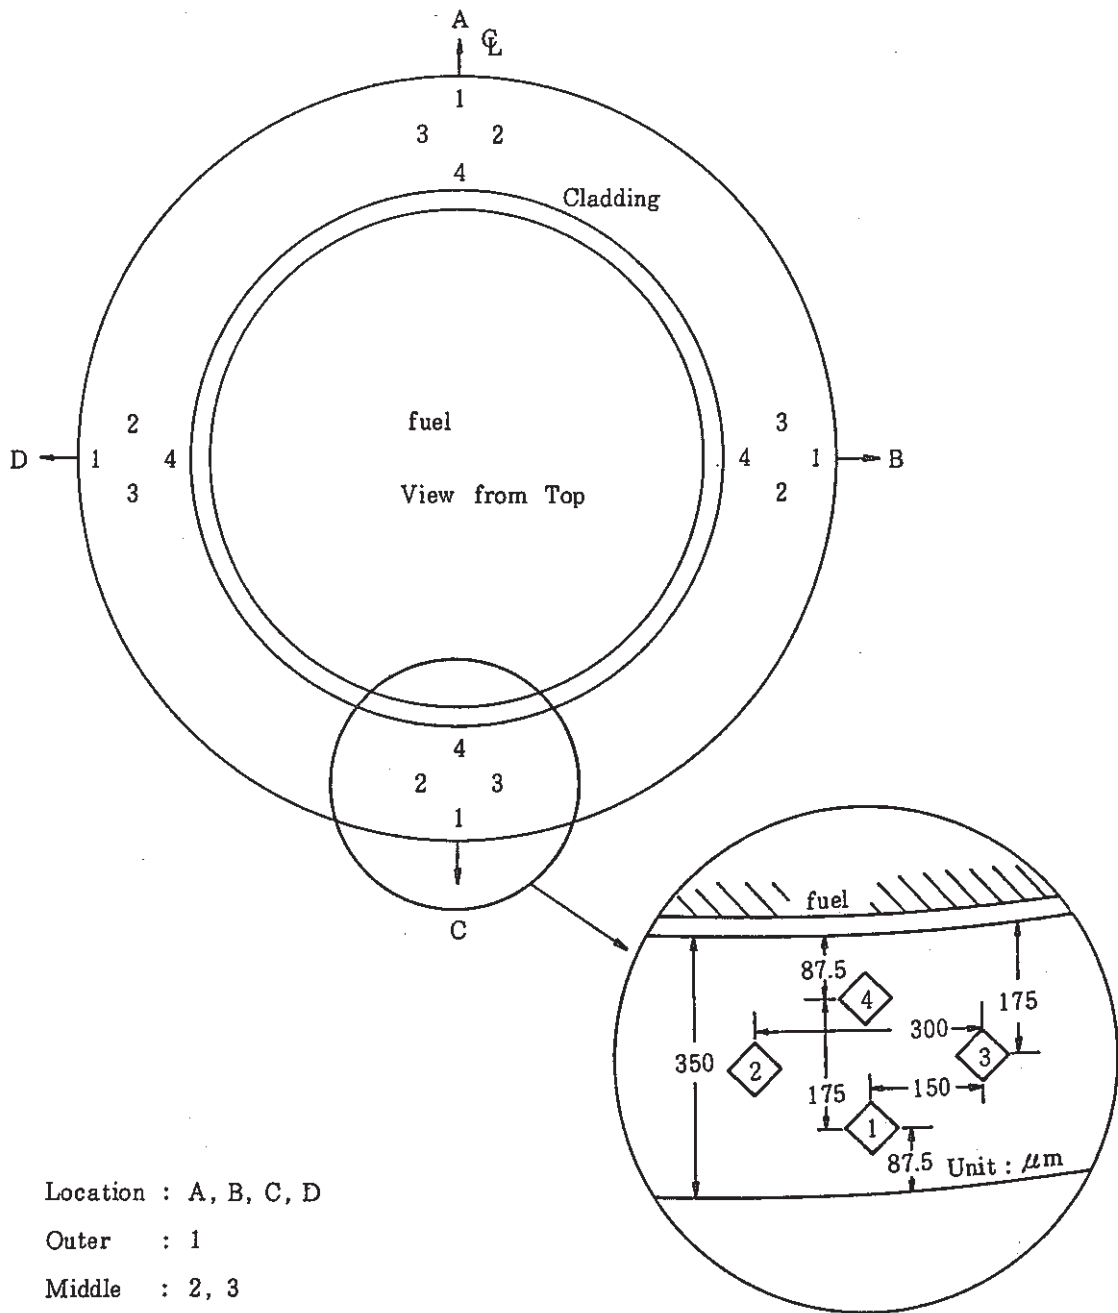 A
℄
1
3 2
4
Cladding
2
D 1 4
3
fuel
View from Top
3
4 1 B
2
4
2 3
1
C
fuel
87.5
4
175
300
350
2
3
175
150
1
87.5
Unit : μm
Location : A, B, C, D
Outer : 1
Middle : 2, 3